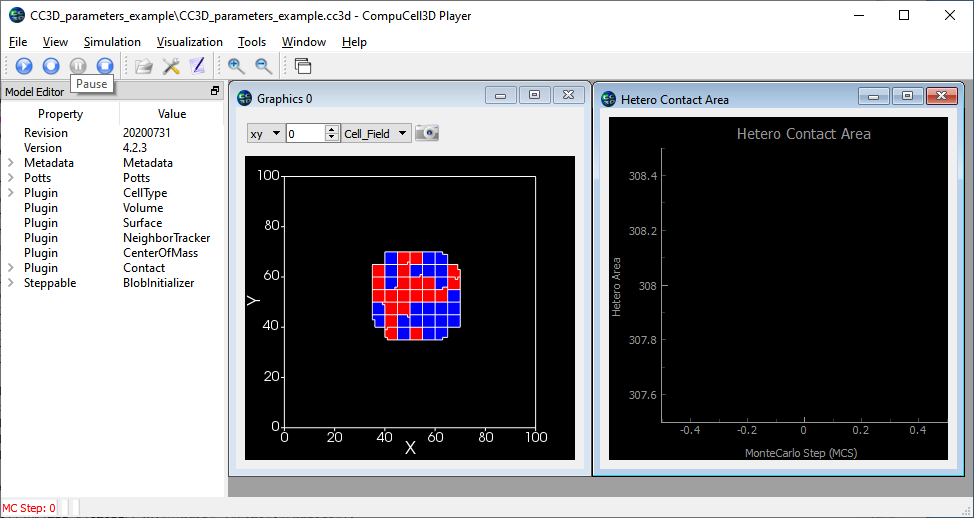 CC3D_parameters_example\CC3D_parameters_example.cc3d - CompuCell3D Player
File View Simulation Visualization Tools Window Help
Pause
Model Editor
Property Value
Revision 20200731
Version 4.2.3
Metadata Metadata
Potts Potts
Plugin CellType
Plugin Volume
Plugin Surface
Plugin NeighborTracker
Plugin CenterOfMass
Plugin Contact
Steppable BlobInitializer
Graphics 0
xy 0 Cell_Field
100
80
60
40
20
0
Y
0 20 40 60 80 100
X
Hetero Contact Area
Hetero Contact Area
308.4
308.2
308
307.8
307.6
Hetero Area
-0.4 -0.2 0 0.2 0.4
MonteCarlo Step (MCS)
MC Step: 0